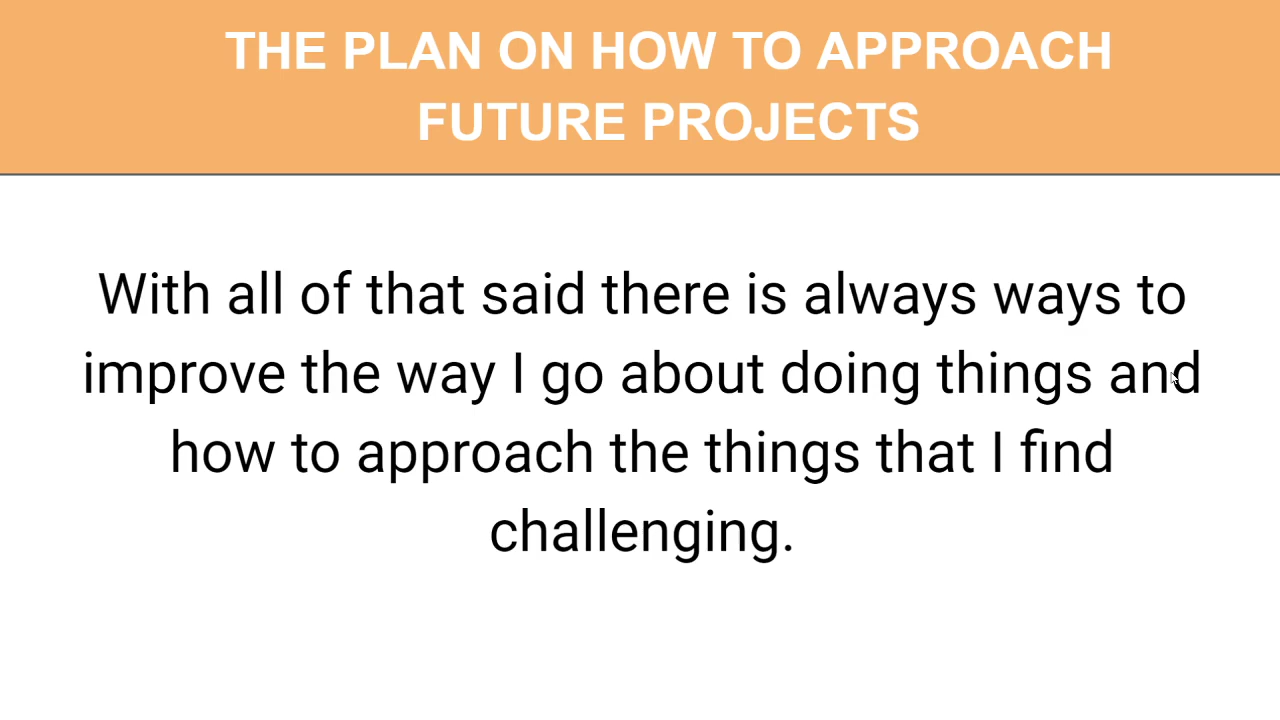 THE PLAN ON HOW TO APPROACH
FUTURE PROJECTS
With all of that said there is always ways to
improve the way I go about doing things and
how to approach the things that I find
challenging.